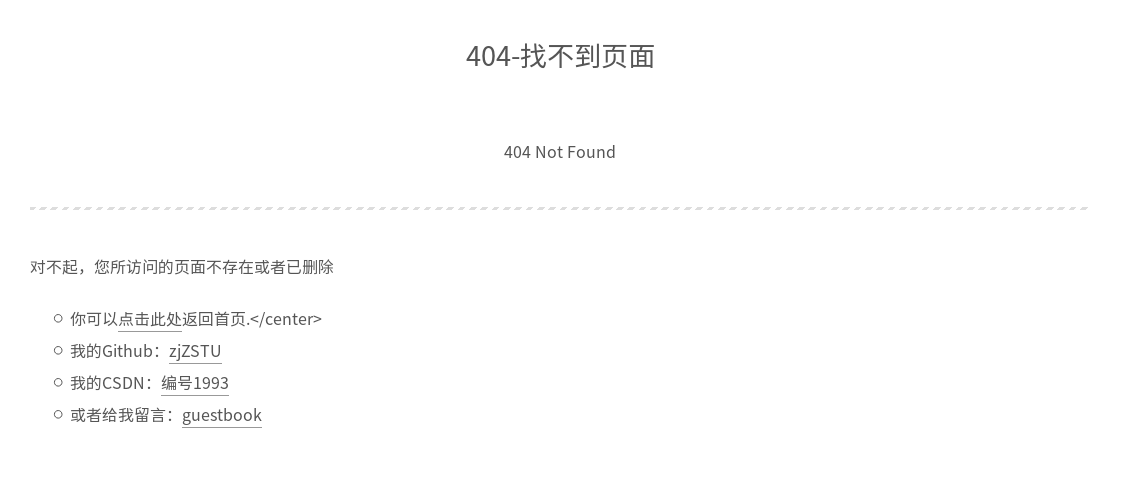 404-找不到页面
404 Not Found
对不起，您所访问的页面不存在或者已删除
你可以点击此处返回首页.</center>
我的Github：zjZSTU
我的CSDN：编号1993
或者给我留言：guestbook